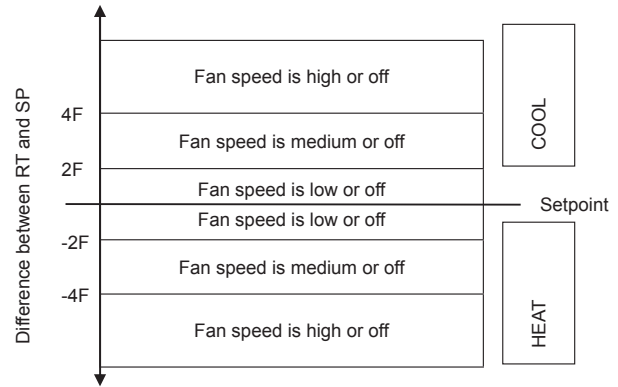 Difference between RT and SP
Fan speed is high or off
4F
Fan speed is medium or off
2F
Fan speed is low or off
Setpoint
Fan speed is low or off
-2F
Fan speed is medium or off
-4F
Fan speed is high or off
COOL
HEAT